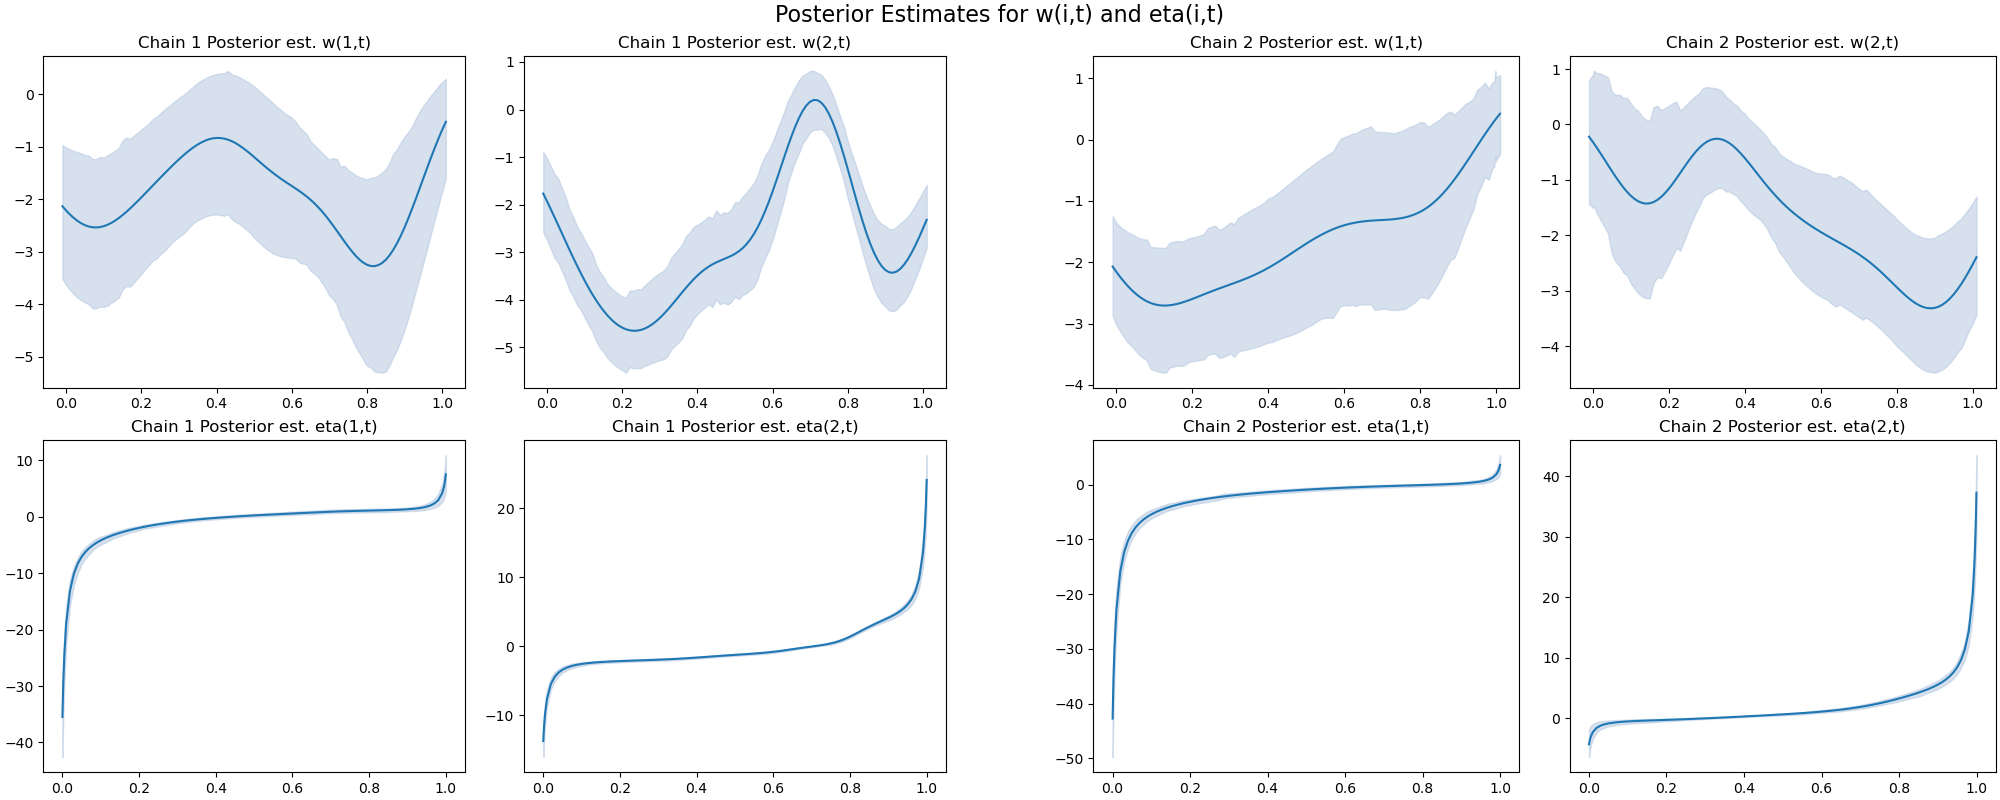 Posterior Estimates for w(i,t) and eta(i,t)
Chain 1 Posterior est. w(1,t)
0
−1
−2
−3
−4
−5
0.0 0.2 0.4 0.6 0.8 1.0
Chain 1 Posterior est. w(2,t)
1
0
−1
−2
−3
−4
−5
0.0 0.2 0.4 0.6 0.8 1.0
Chain 2 Posterior est. w(1,t)
1
0
−1
−2
−3
−4
0.0 0.2 0.4 0.6 0.8 1.0
Chain 2 Posterior est. w(2,t)
1
0
−1
−2
−3
−4
0.0 0.2 0.4 0.6 0.8 1.0
Chain 1 Posterior est. eta(1,t)
10
0
−10
−20
−30
−40
0.0 0.2 0.4 0.6 0.8 1.0
Chain 1 Posterior est. eta(2,t)
20
10
0
−10
0.0 0.2 0.4 0.6 0.8 1.0
Chain 2 Posterior est. eta(1,t)
0
−10
−20
−30
−40
−50
0.0 0.2 0.4 0.6 0.8 1.0
Chain 2 Posterior est. eta(2,t)
40
30
20
10
0
0.0 0.2 0.4 0.6 0.8 1.0